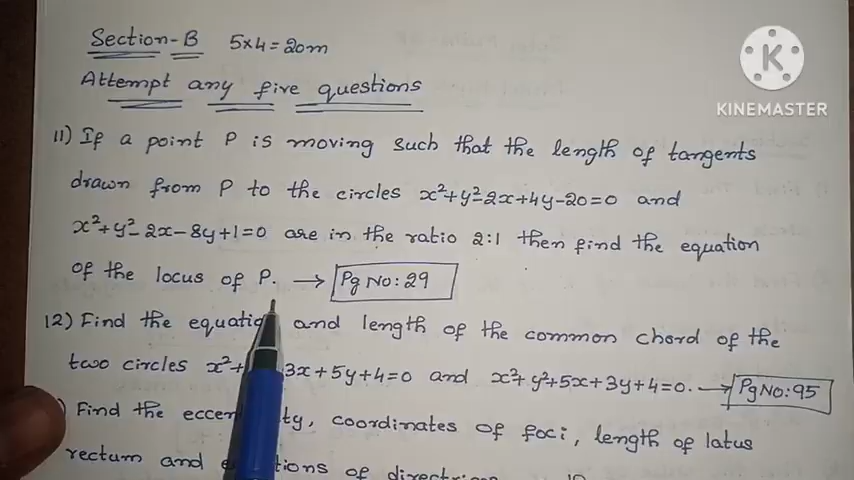 Section-B 5×4=20m
Attempt any five questions
KINEMASTER
11) If a point P is moving such that the length of tangents
drawn from P to the circles x²+y²-2x+4y-20=0 and
x²+y²-2x-8y+1=0 are in the ratio 2:1 then find the equation
of the locus of P. → Pg No:29
12) Find the and length of the common chord of the
two circles 3x+5y+4=0 and x²+y²+5x+3y+4=0. → Pg No:95
Find the coordinates of foci, length of latus
rectum and of